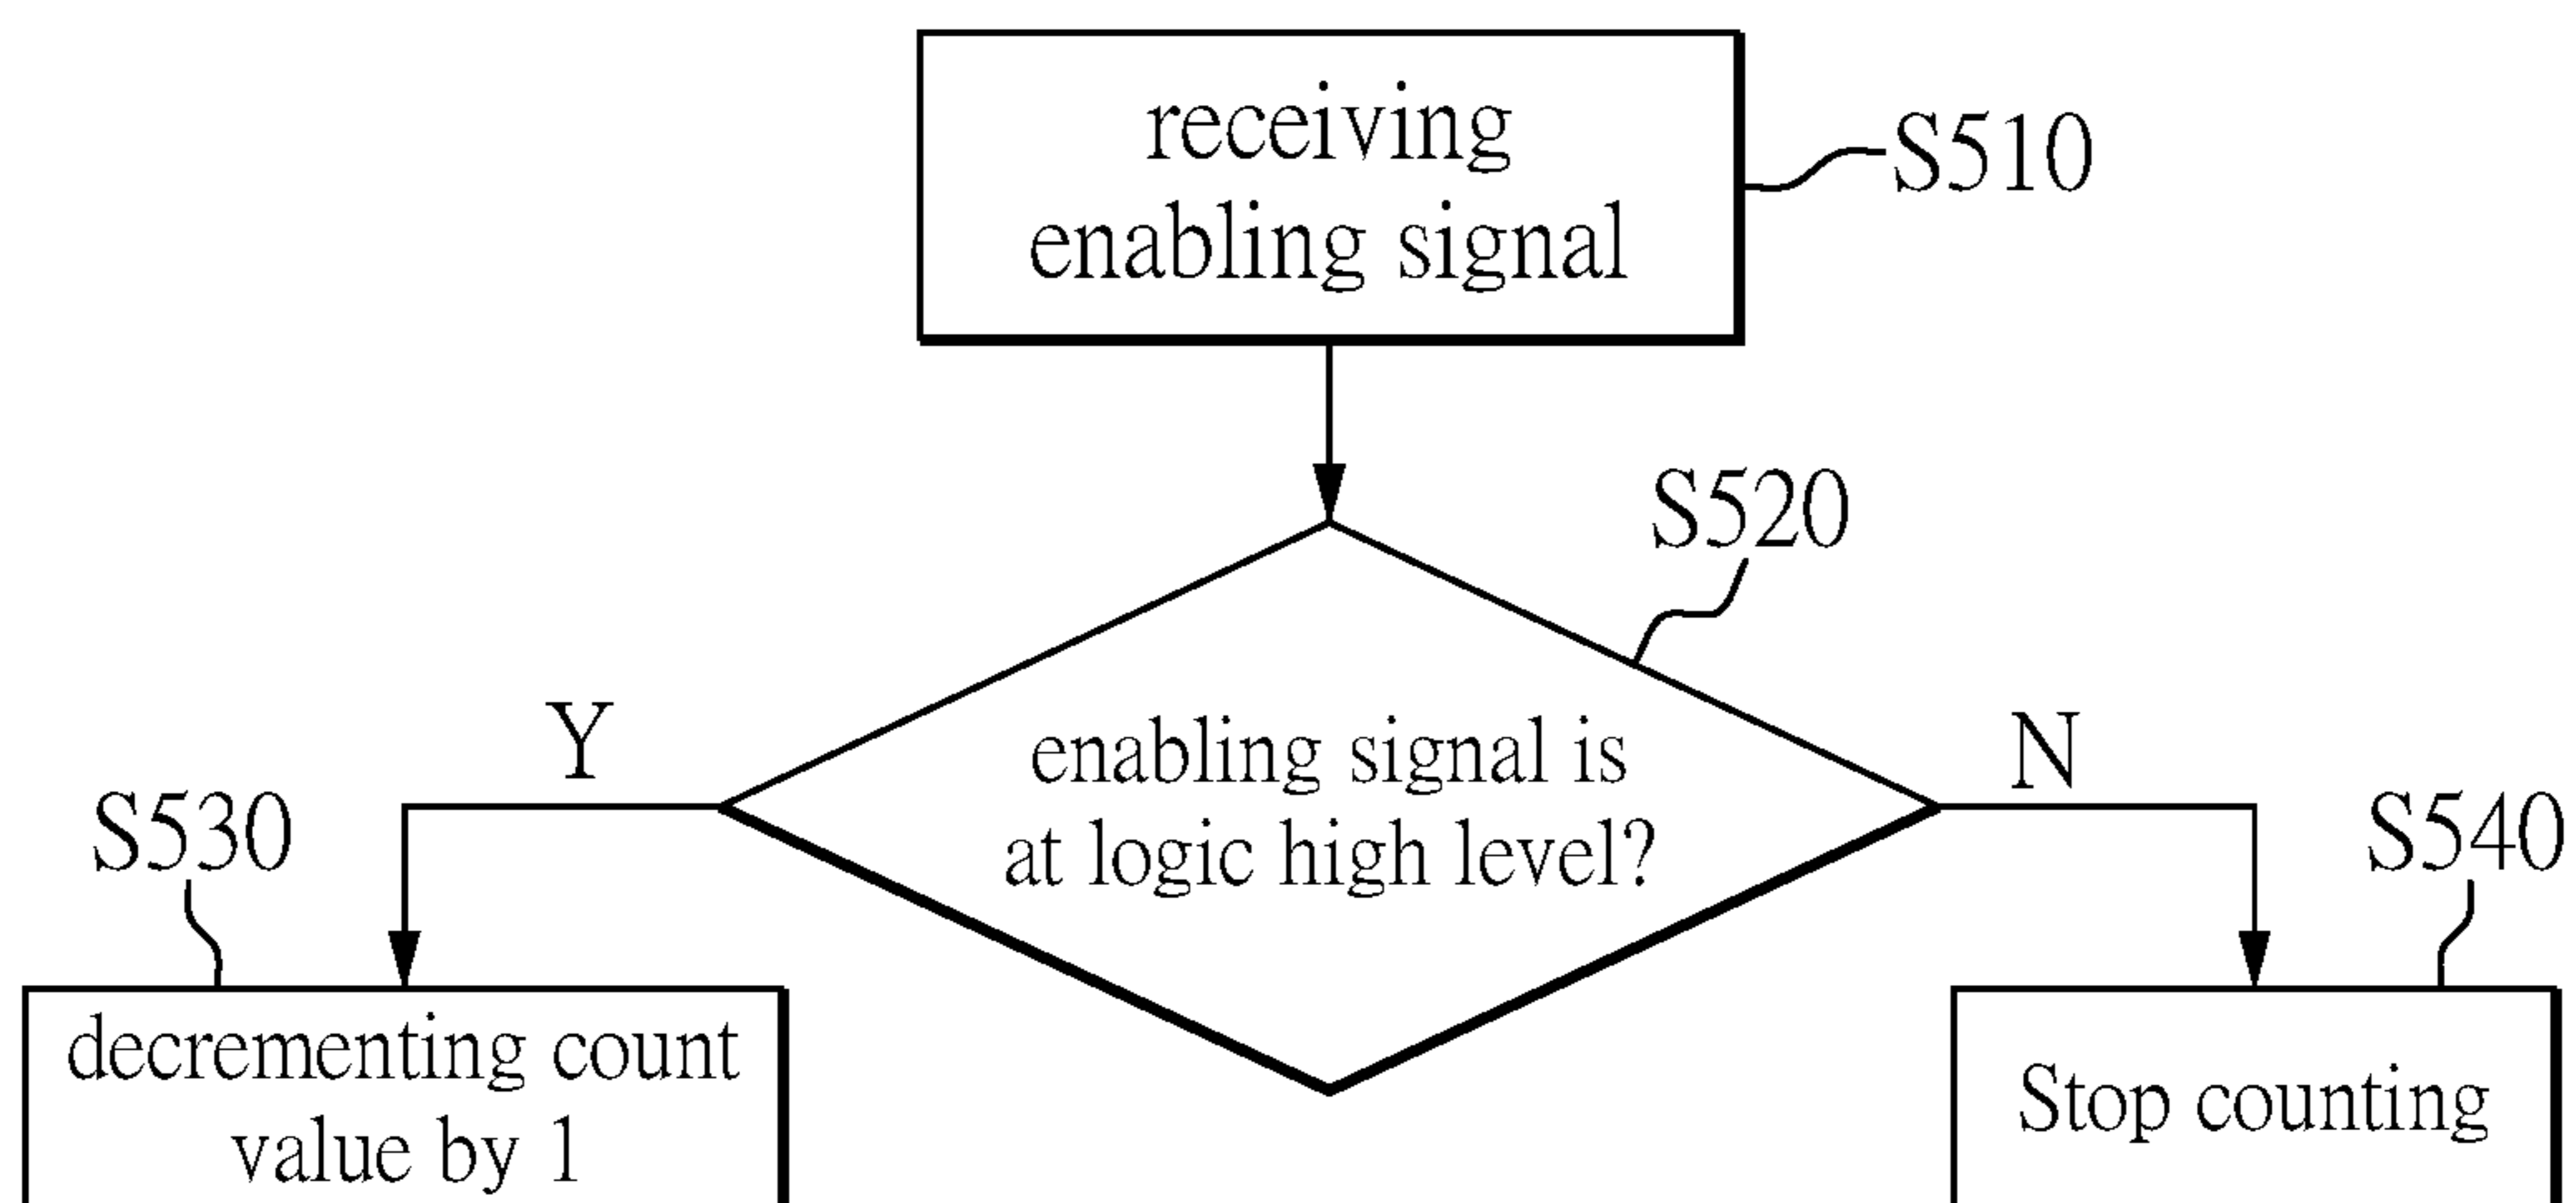 receiving
enabling signal
S510
S520
enabling signal is
at logic high level?
Y
N
S530
S540
decrementing count
value by 1
Stop counting